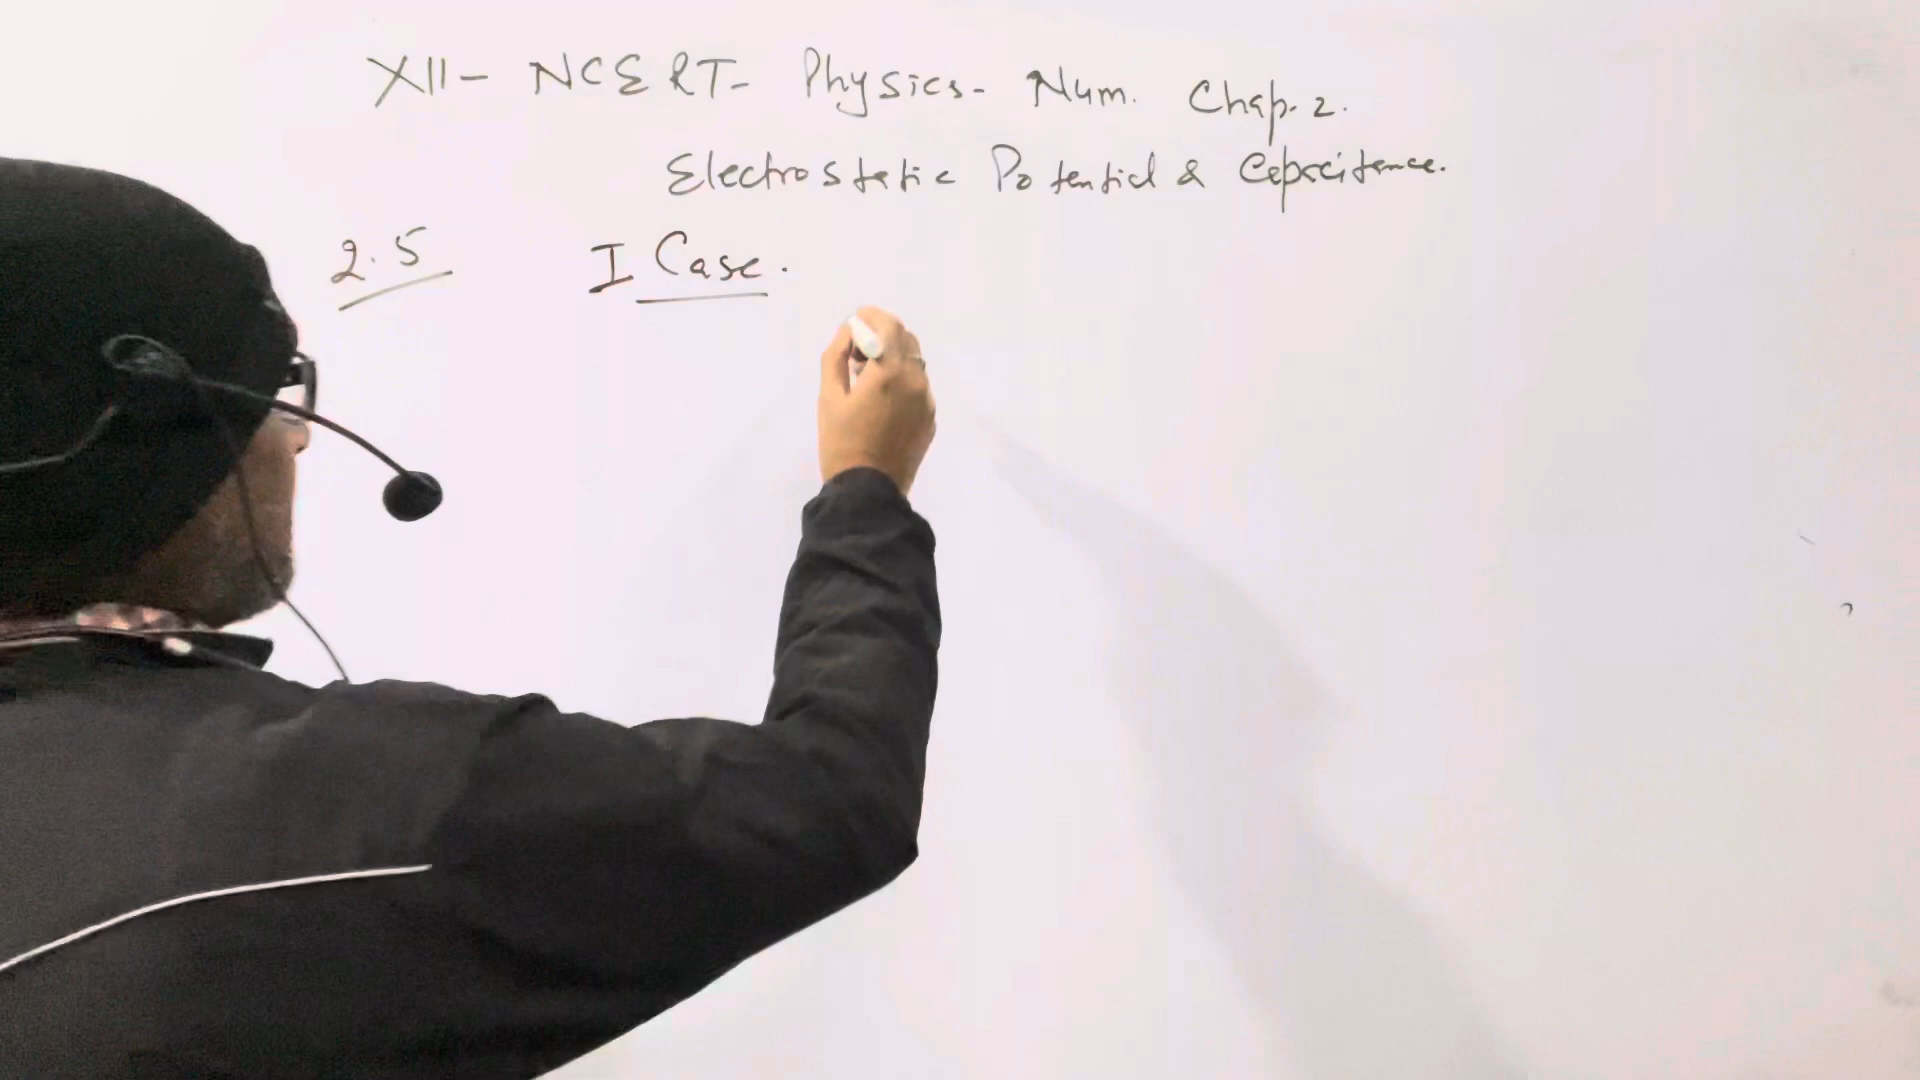 XII - NCERT - Physics - Num. Chap. 2.
Electrostatic Potential & Capacitance.
2.5 I Case.